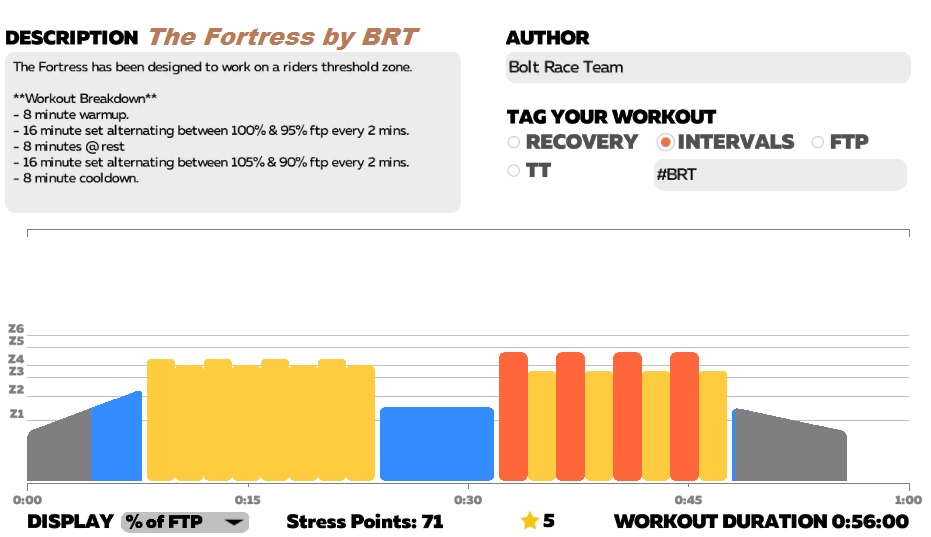 DESCRIPTION The Fortress by BRT
The Fortress has been designed to work on a riders threshold zone.
**Workout Breakdown**
- 8 minute warmup.
- 16 minute set alternating between 100% & 95% ftp every 2 mins.
- 8 minutes @ rest
- 16 minute set alternating between 105% & 90% ftp every 2 mins.
- 8 minute cooldown.
AUTHOR
Bolt Race Team
TAG YOUR WORKOUT
RECOVERY INTERVALS FTP
TT #BRT
Z6
Z5
Z4
Z3
Z2
Z1
0:00 0:15 0:30 0:45 1:00
DISPLAY % of FTP Stress Points: 71 5 WORKOUT DURATION 0:56:00